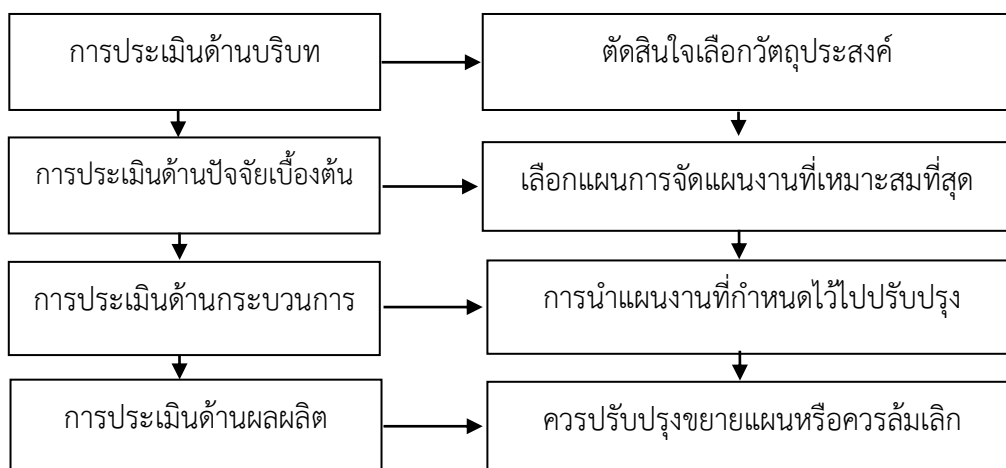 การประเมินด้านบริบท
ตัดสินใจเลือกวัตถุประสงค์
การประเมินด้านปัจจัยเบื้องต้น
เลือกแผนการจัดแผนงานที่เหมาะสมที่สุด
การประเมินด้านกระบวนการ
การนำแผนงานที่กำหนดไว้ไปปรับปรุง
การประเมินด้านผลผลิต
ควรปรับปรุงขยายแผนหรือควรล้มเลิก